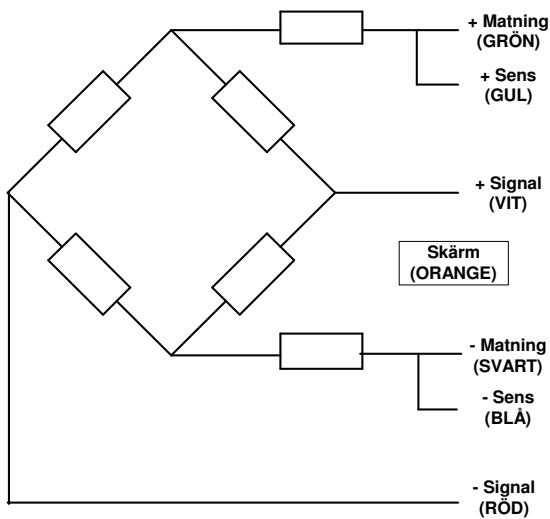 + Matning
(GRÖN)
+ Sens
(GUL)
+ Signal
(VIT)
Skärm
(ORANGE)
- Matning
(SVART)
- Sens
(BLÅ)
- Signal
(RÖD)